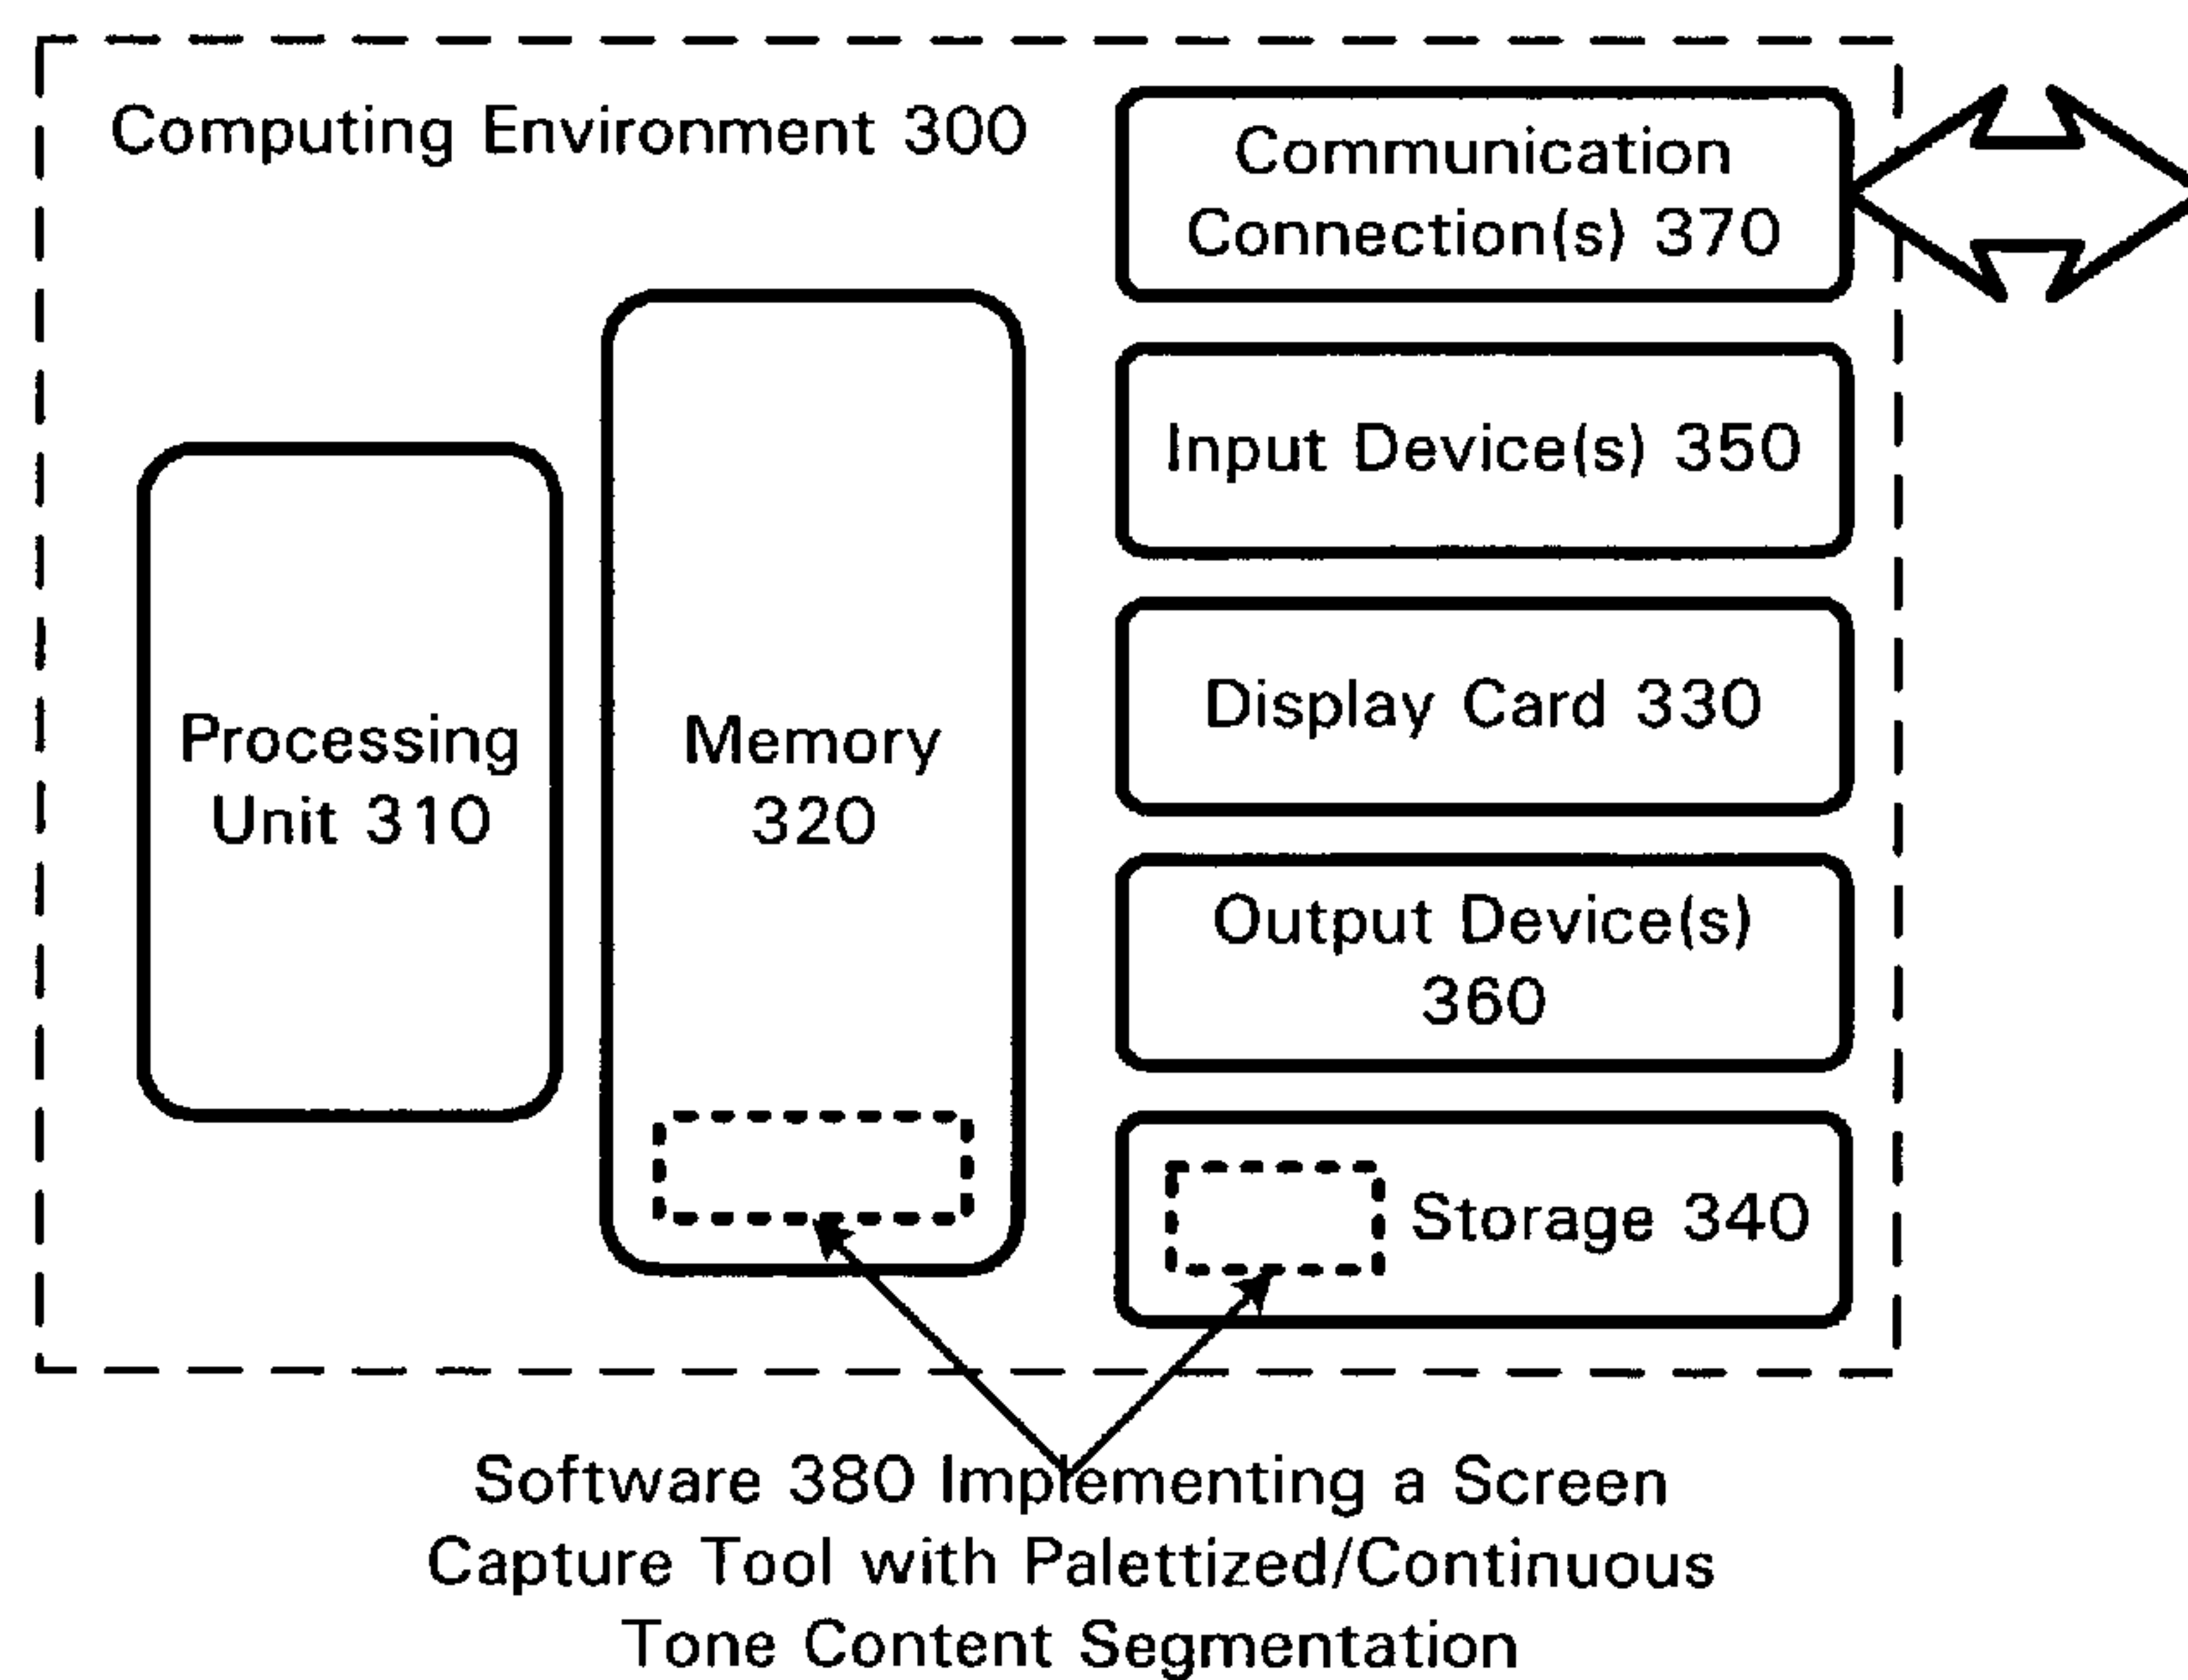 Computing Environment 300
Communication
Connection(s) 370
Input Device(s) 350
Display Card 330
Output Device(s)
360
Storage 340
Processing
Unit 310
Memory
320
Software 380 Implementing a Screen
Capture Tool with Palettized/Continuous
Tone Content Segmentation